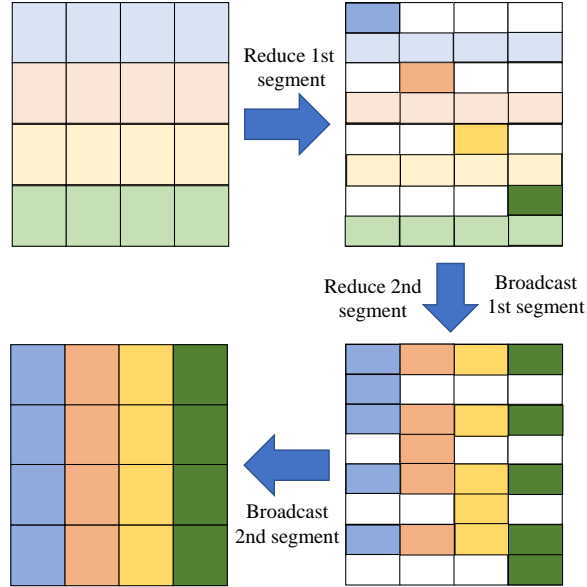 Reduce 1st
segment
Reduce 2nd
segment
Broadcast
1st segment
Broadcast
2nd segment